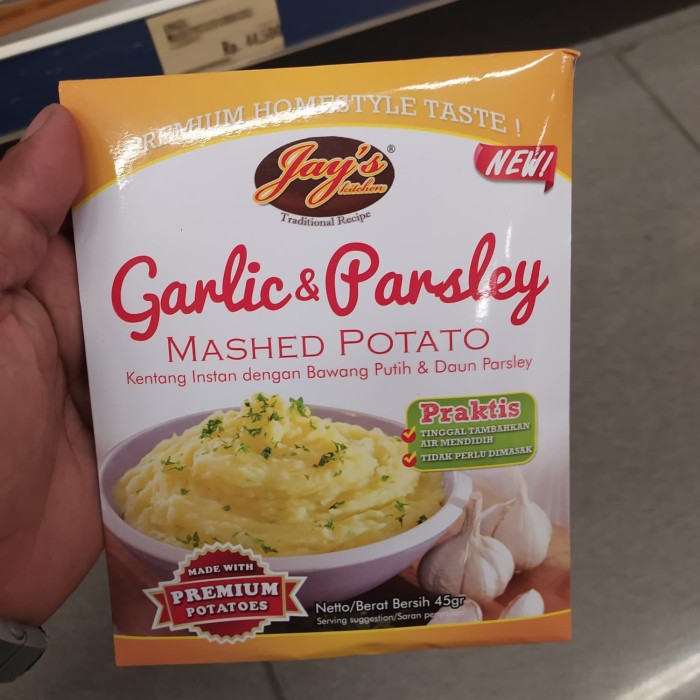 Rp. 
PREMIUM HOMESTYLE TASTE !
Jay's ®
kitchen
Traditional Recipe
NEW!
Garlic & Parsley
MASHED POTATO
Kentang Instan dengan Bawang Putih & Daun Parsley
Praktis
TINGGAL TAMBAHKAN
AIR MENDIDIH
TIDAK PERLU DIMASAK
MADE WITH
PREMIUM
POTATOES
Netto/Berat Bersih 45gr
Serving suggestion/Saran